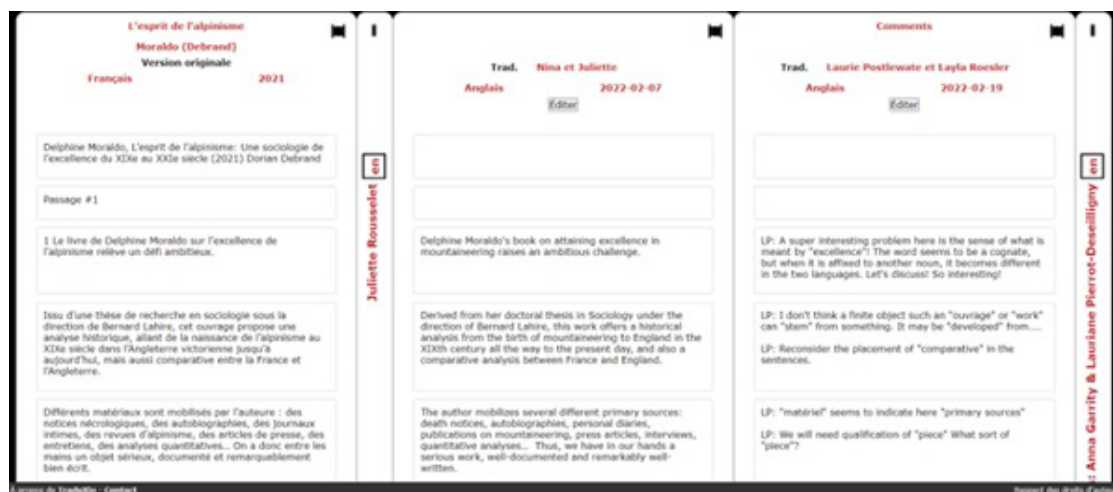 L'esprit de l'alpinisme
Moraldo (Debrand)
Version originale
Français 2021
Delphine Moraldo, L'esprit de l'alpinisme: Une sociologie de
l'excellence du XIXe au XXIe siècle (2021) Dorian Debrand
Passage #1
1 Le livre de Delphine Moraldo sur l'excellence de
l'alpinisme relève un défi ambitieux.
Issu d'une thèse de recherche en sociologie sous la
direction de Bernard Lahire, cet ouvrage propose une
analyse historique, allant de la naissance de l'alpinisme au
XIXe siècle dans l'Angleterre victorienne jusqu'à
aujourd'hui, mais aussi comparative entre la France et
l'Angleterre.
Différents matériaux sont mobilisés par l'auteure : des
notices nécrologiques, des autobiographies, des journaux
intimes, des revues d'alpinisme, des articles de presse, des
entretiens, des analyses quantitatives... On a donc entre les
mains un objet sérieux, documenté et remarquablement
bien écrit.
Juliette Rousselet en
Trad. Nina et Juliette
Anglais 2022-02-07
Éditer
Delphine Moraldo's book on attaining excellence in
mountaineering raises an ambitious challenge.
Derived from her doctoral thesis in Sociology under the
direction of Bernard Lahire, this work offers a historical
analysis from the birth of mountaineering to England in the
XIXth century all the way to the present day, and also a
comparative analysis between France and England.
The author mobilizes several different primary sources:
death notices, autobiographies, personal diaries,
publications on mountaineering, press articles, interviews,
quantitative analyses... Thus, we have in our hands a
serious work, well-documented and remarkably well-
written.
Comments
Trad. Laurie Postlewate et Layla Roesler
Anglais 2022-02-19
Éditer
LP: A super interesting problem here is the sense of what is
meant by "excellence"! The word seems to be a cognate,
but when it is affixed to another noun, it becomes different
in the two languages. Let's discuss! So interesting!
LP: I don't think a finite object such an "ouvrage" or "work"
can "stem" from something. It may be "developed" from....
LP: Reconsider the placement of "comparative" in the
sentences.
LP: "matériel" seems to indicate here "primary sources"
LP: We will need qualification of "piece" What sort of
"piece"?
: Anna Garrity & Lauriane Pierrot-Deseilligny en
A propos de TraduXio - Contact
Respect des droits d'auteur